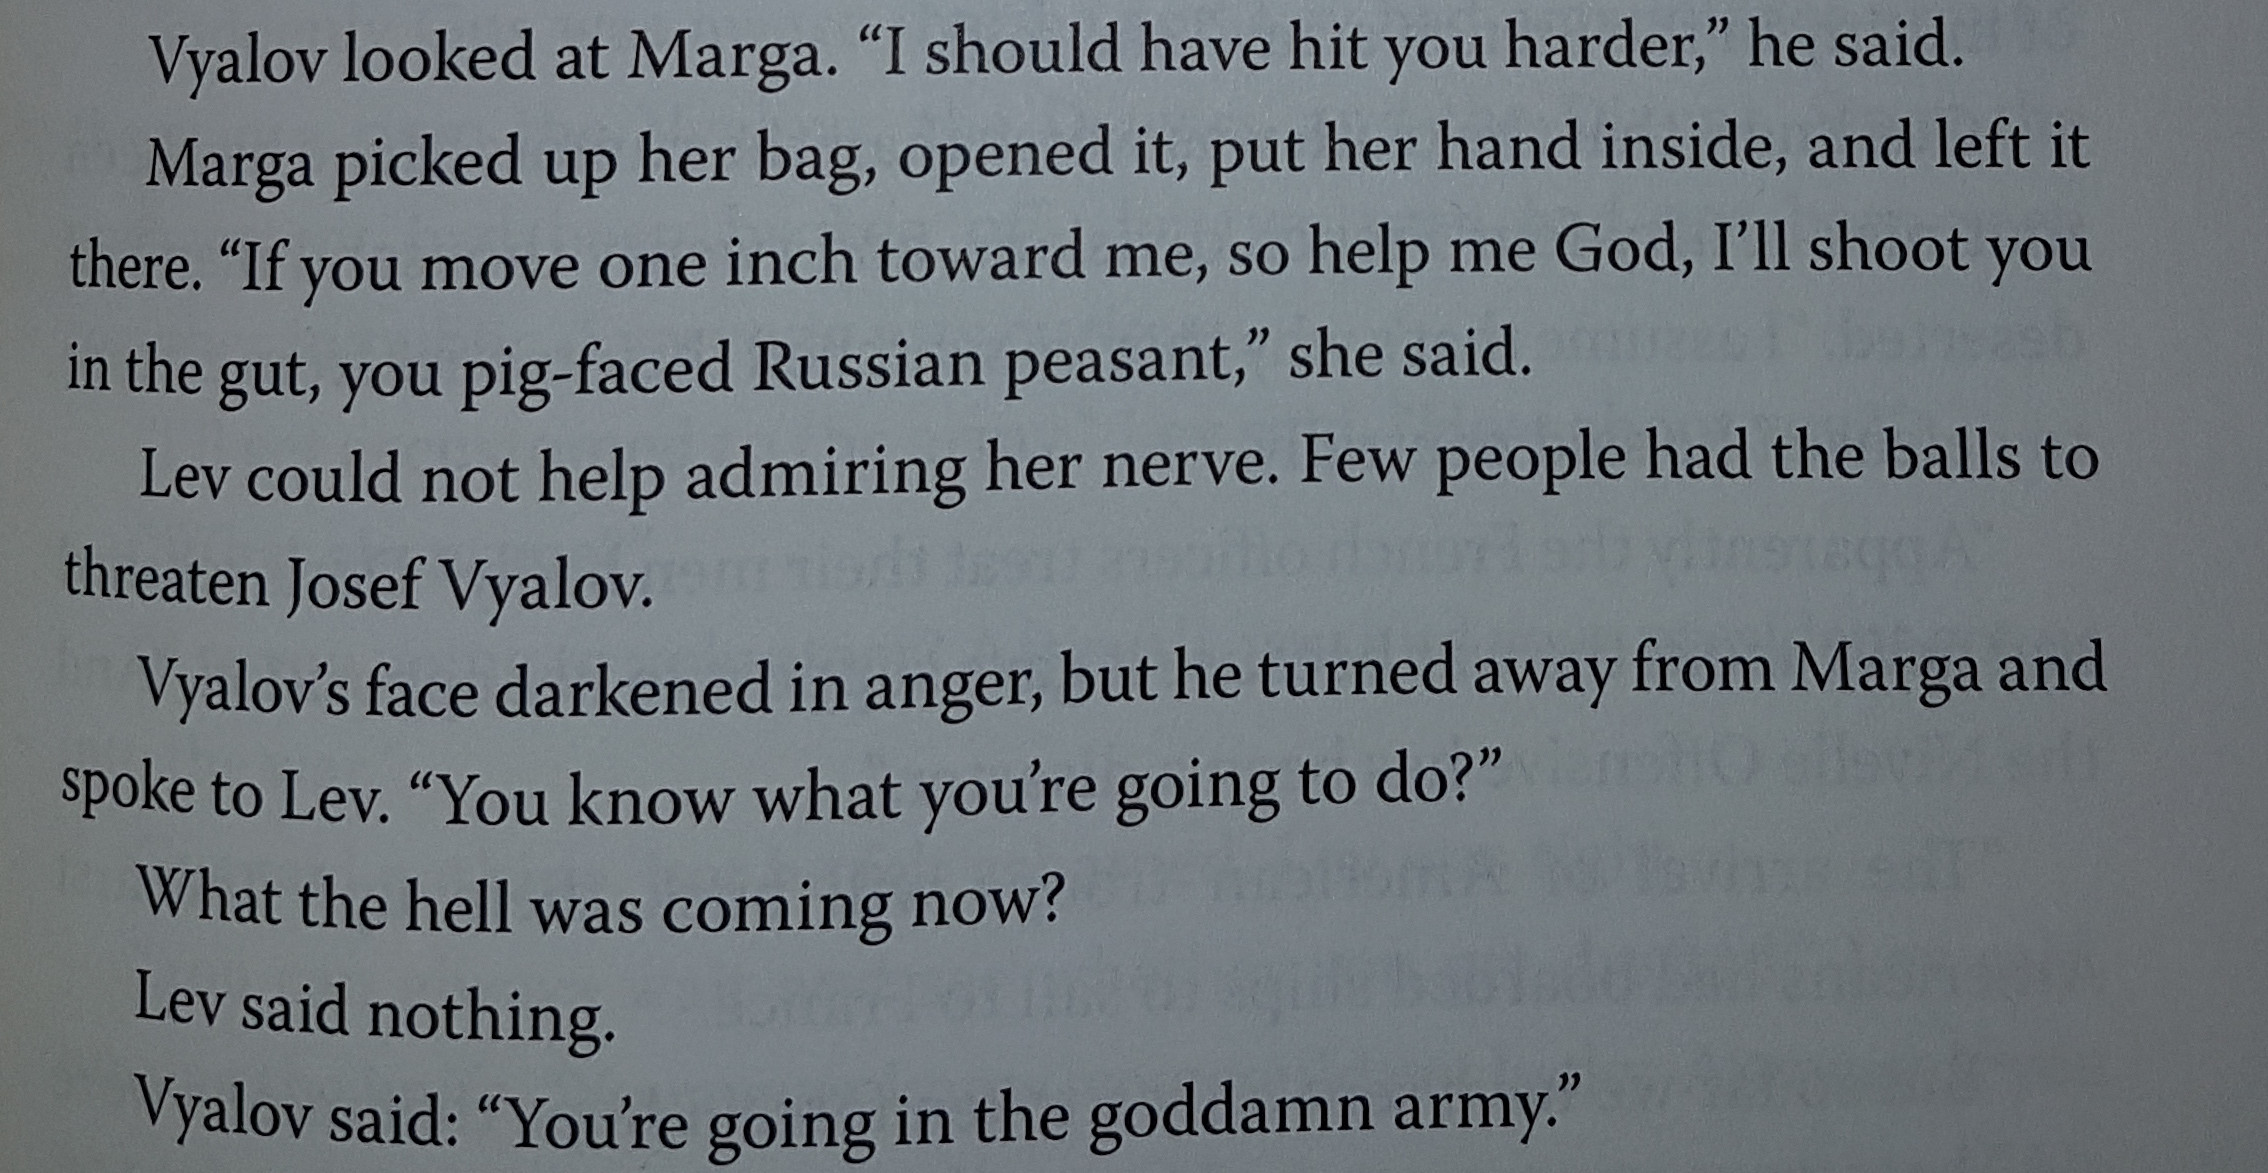 Vyalov looked at Marga. “I should have hit you harder,” he said.
Marga picked up her bag, opened it, put her hand inside, and left it
there. “If you move one inch toward me, so help me God, I’ll shoot you
in the gut, you pig-faced Russian peasant,” she said.
Lev could not help admiring her nerve. Few people had the balls to
threaten Josef Vyalov.
Vyalov’s face darkened in anger, but he turned away from Marga and
spoke to Lev. “You know what you’re going to do?”
What the hell was coming now?
Lev said nothing.
Vyalov said: “You’re going in the goddamn army.”